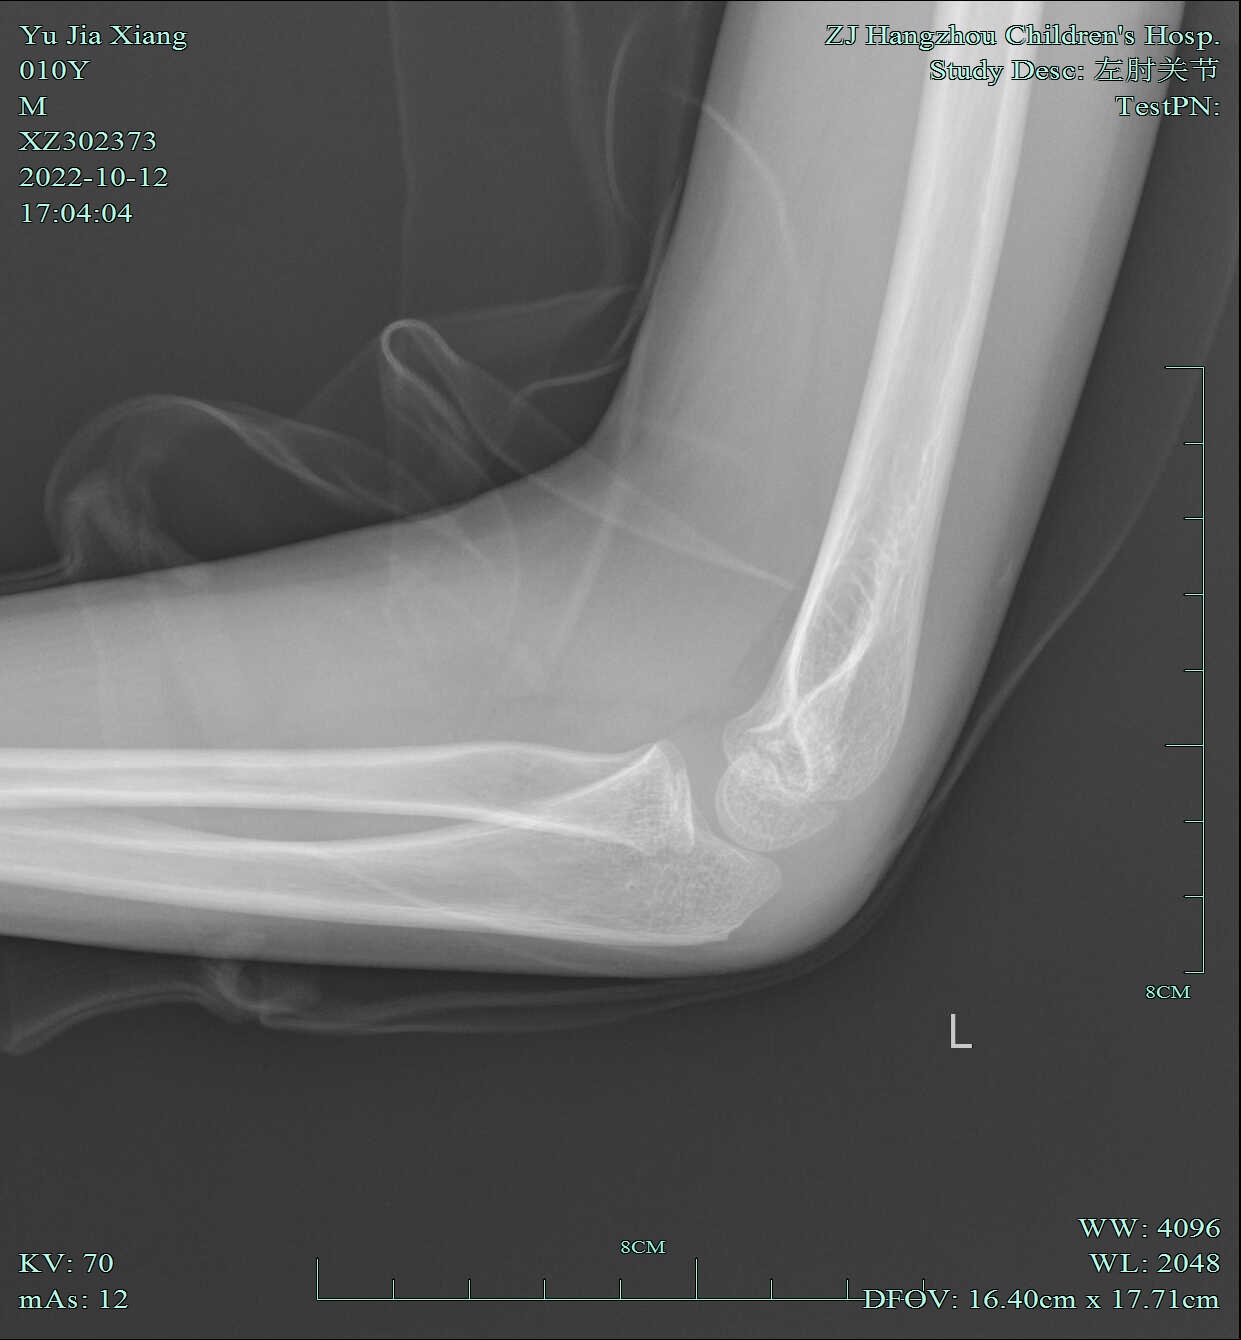 Yu Jia Xiang
010Y
M
XZ302373
2022-10-12
17:04:04
ZJ Hangzhou Children's Hosp.
Study Desc: 左肘关节
TestPN:
8CM
L
8CM
KV: 70
mAs: 12
WW: 4096
WL: 2048
DFOV: 16.40cm x 17.71cm